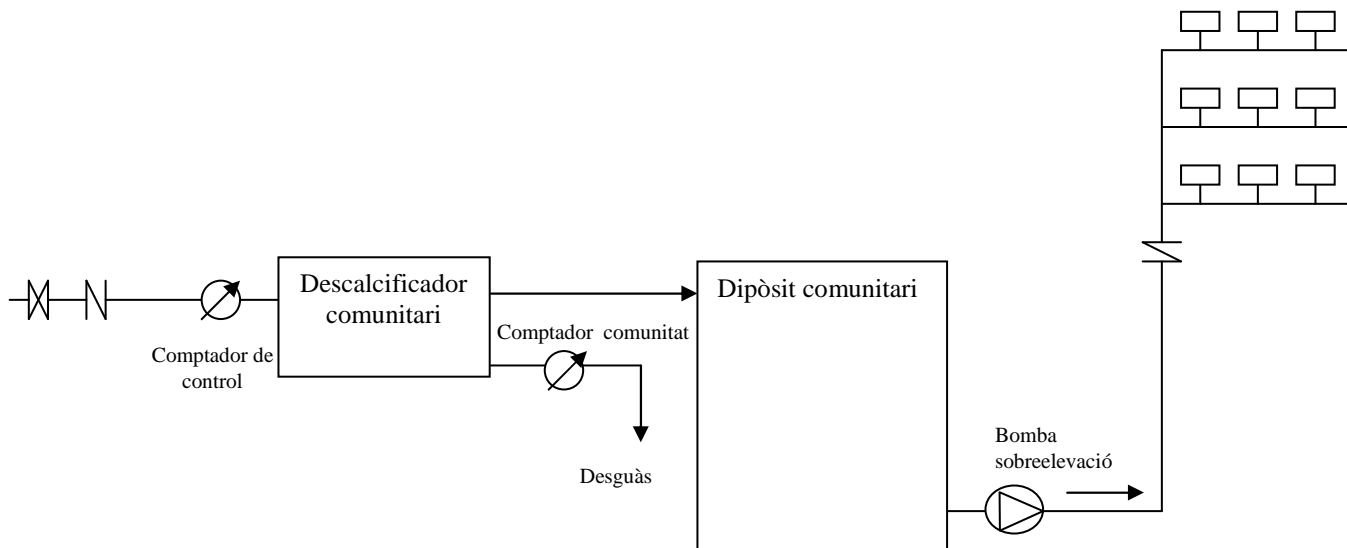 Descalcificador
comunitari
Dipòsit comunitari
Comptador comunitat
Comptador de
control
Desguàs
Bomba
sobreelevació